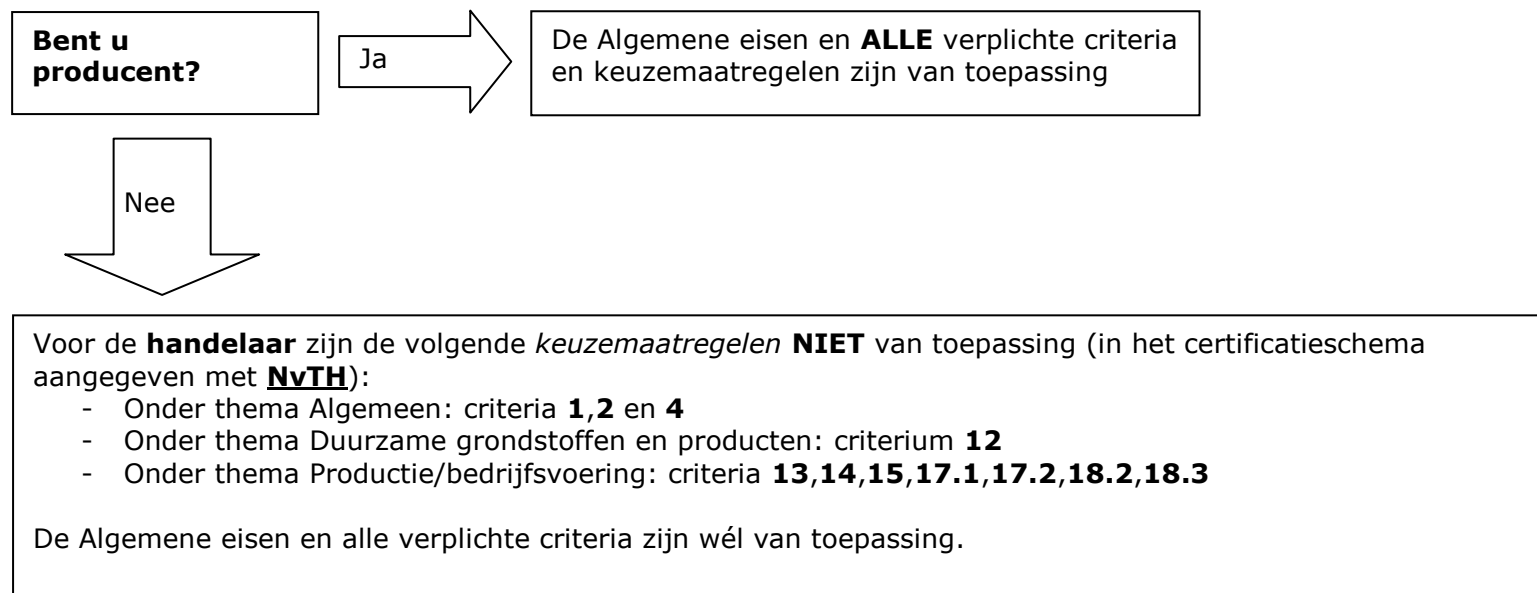 Bent u
producent?
Ja
De Algemene eisen en ALLE verplichte criteria
en keuzemaatregelen zijn van toepassing
Nee
Voor de handelaar zijn de volgende keuzemaatregelen NIET van toepassing (in het certificatieschema
aangegeven met NvTH):
- Onder thema Algemeen: criteria 1,2 en 4
- Onder thema Duurzame grondstoffen en producten: criterium 12
- Onder thema Productie/bedrijfsvoering: criteria 13,14,15,17.1,17.2,18.2,18.3
De Algemene eisen en alle verplichte criteria zijn wél van toepassing.